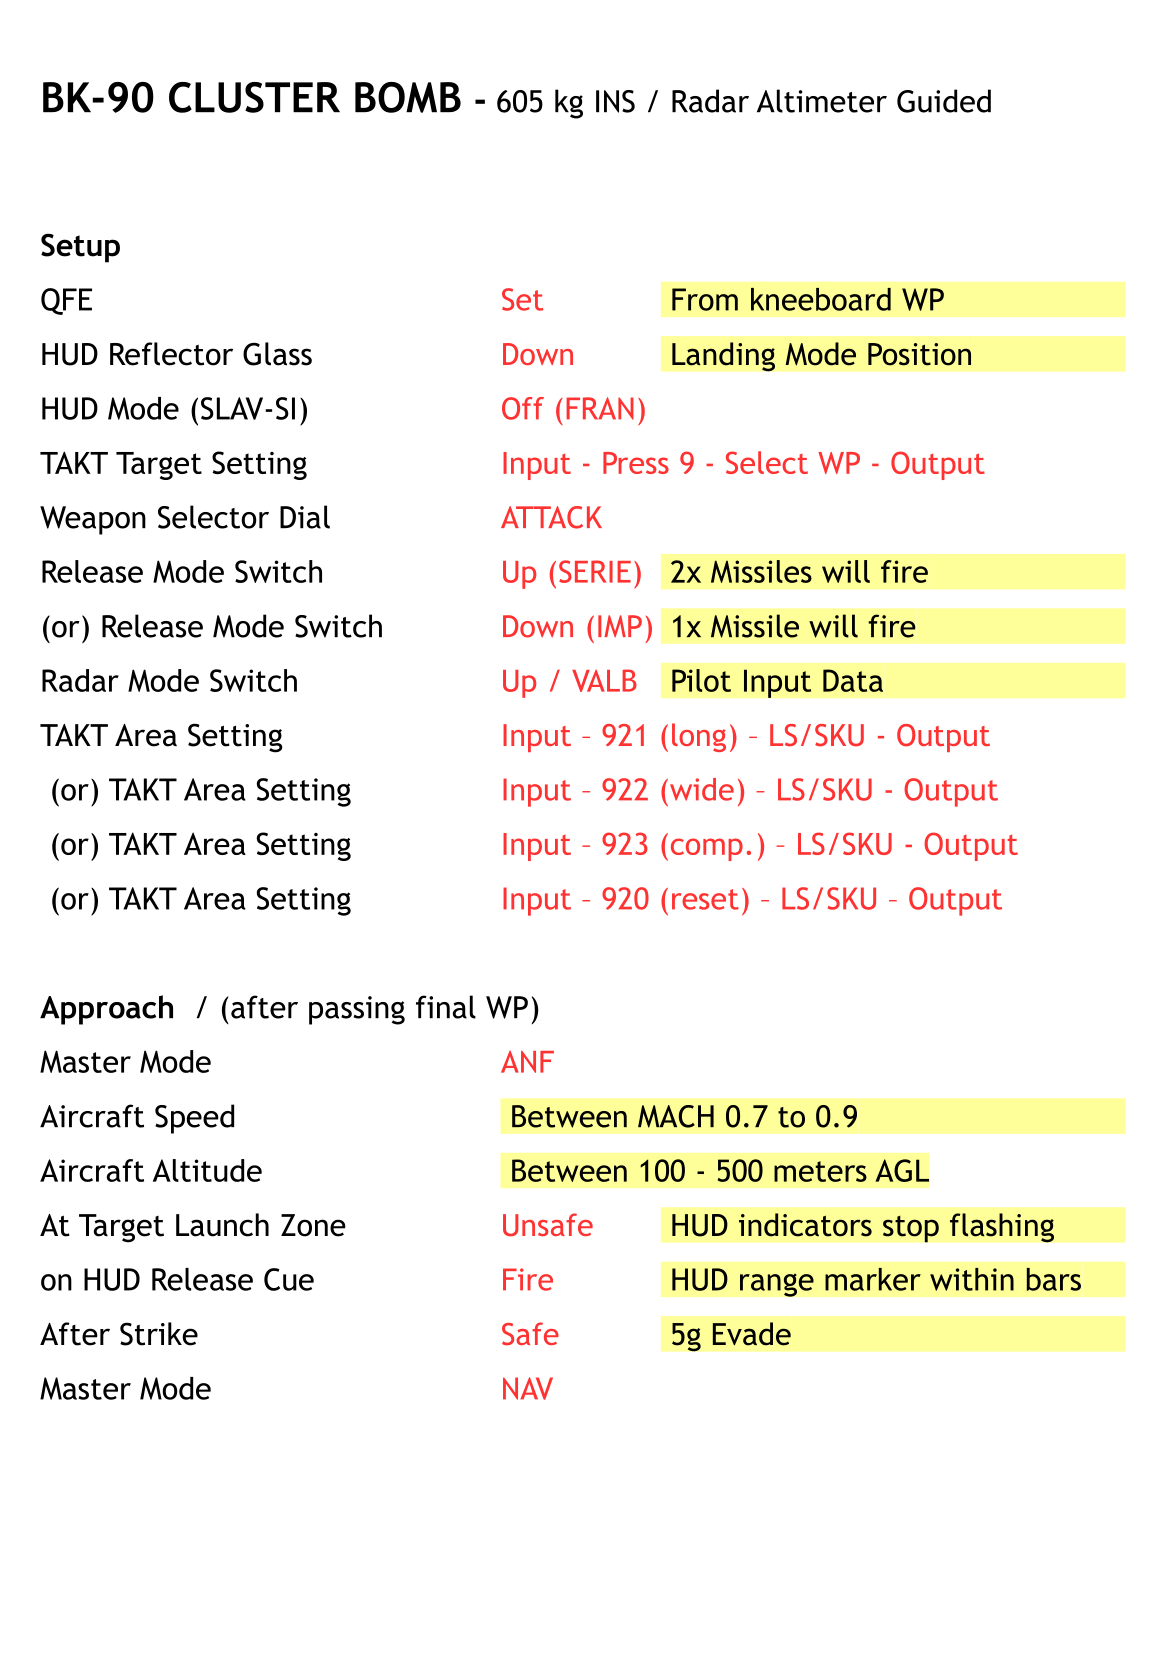 BK-90 CLUSTER BOMB - 605 kg INS / Radar Altimeter Guided
Setup
QFE Set From kneeboard WP
HUD Reflector Glass Down Landing Mode Position
HUD Mode (SLAV-SI) Off (FRAN)
TAKT Target Setting Input - Press 9 - Select WP - Output
Weapon Selector Dial ATTACK
Release Mode Switch Up (SERIE) 2x Missiles will fire
(or) Release Mode Switch Down (IMP) 1x Missile will fire
Radar Mode Switch Up / VALB Pilot Input Data
TAKT Area Setting Input – 921 (long) – LS/SKU - Output
(or) TAKT Area Setting Input – 922 (wide) – LS/SKU - Output
(or) TAKT Area Setting Input – 923 (comp.) – LS/SKU - Output
(or) TAKT Area Setting Input – 920 (reset) – LS/SKU – Output
Approach / (after passing final WP)
Master Mode ANF
Aircraft Speed Between MACH 0.7 to 0.9
Aircraft Altitude Between 100 - 500 meters AGL
At Target Launch Zone Unsafe HUD indicators stop flashing
on HUD Release Cue Fire HUD range marker within bars
After Strike Safe 5g Evade
Master Mode NAV